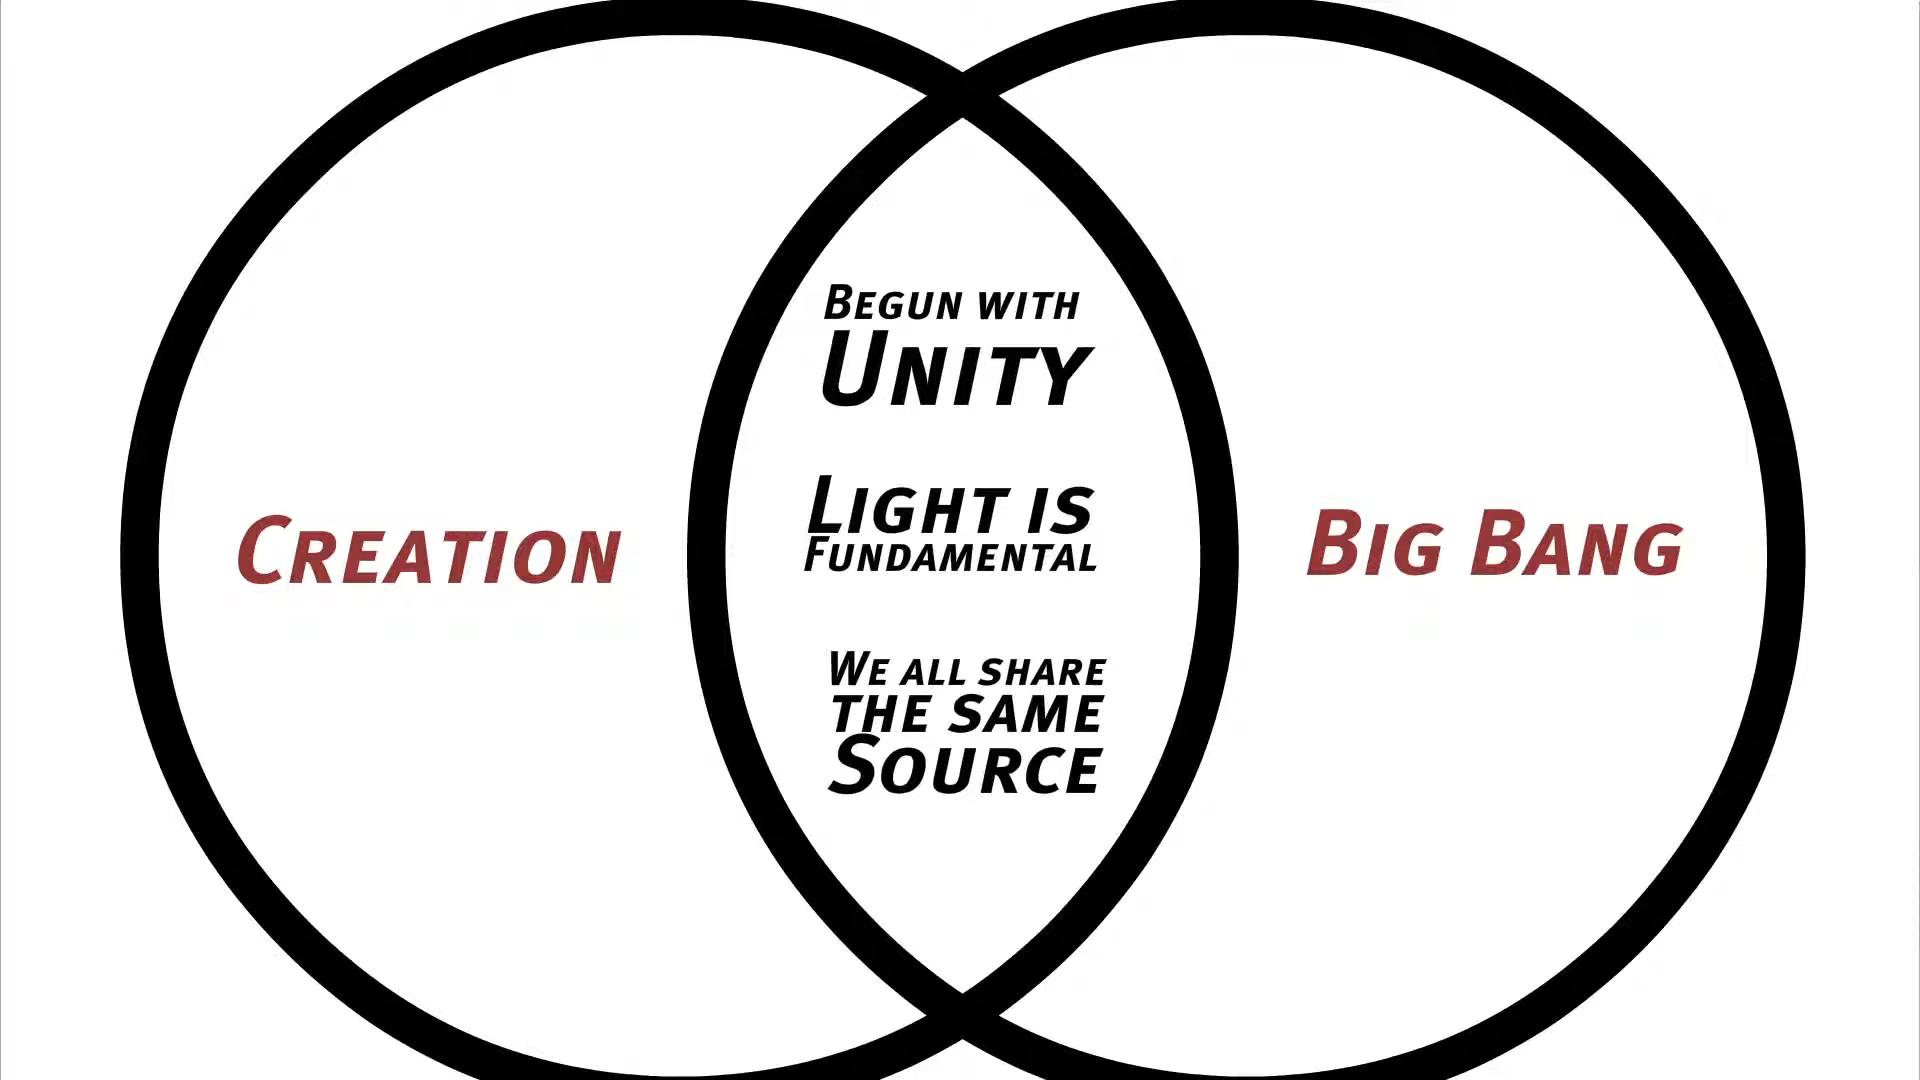 Begun with
Unity
Light is
Fundamental
Creation
Big Bang
We all share
the same
Source